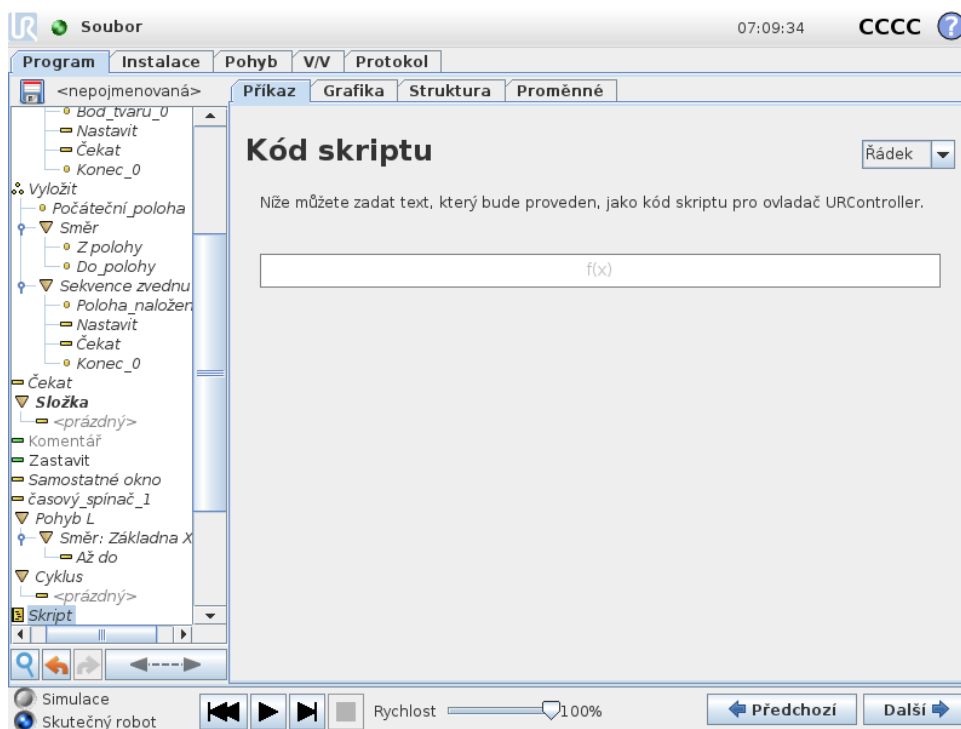 UR Soubor 07:09:34 CCCC ?
Program Instalace Pohyb V/V Protokol
<nepojmenovaná> Příkaz Grafika Struktura Proměnné
Bod_tvaru_0
Nastavit
Čekat
Konec_0
Vyložit
Počáteční_poloha
Směr
Z polohy
Do_polohy
Sekvence zvednu
Poloha_naložen
Nastavit
Čekat
Konec_0
Čekat
Složka
<prázdný>
Komentář
Zastavit
Samostatné okno
časový_spínač_1
Pohyb L
Směr: Základna X
Až do
Cyklus
<prázdný>
Skript
Kód skriptu
Řádek
Níže můžete zadat text, který bude proveden, jako kód skriptu pro ovladač URController.
f(x)
Simulace
Skutečný robot
Rychlost 100%
Předchozí Další